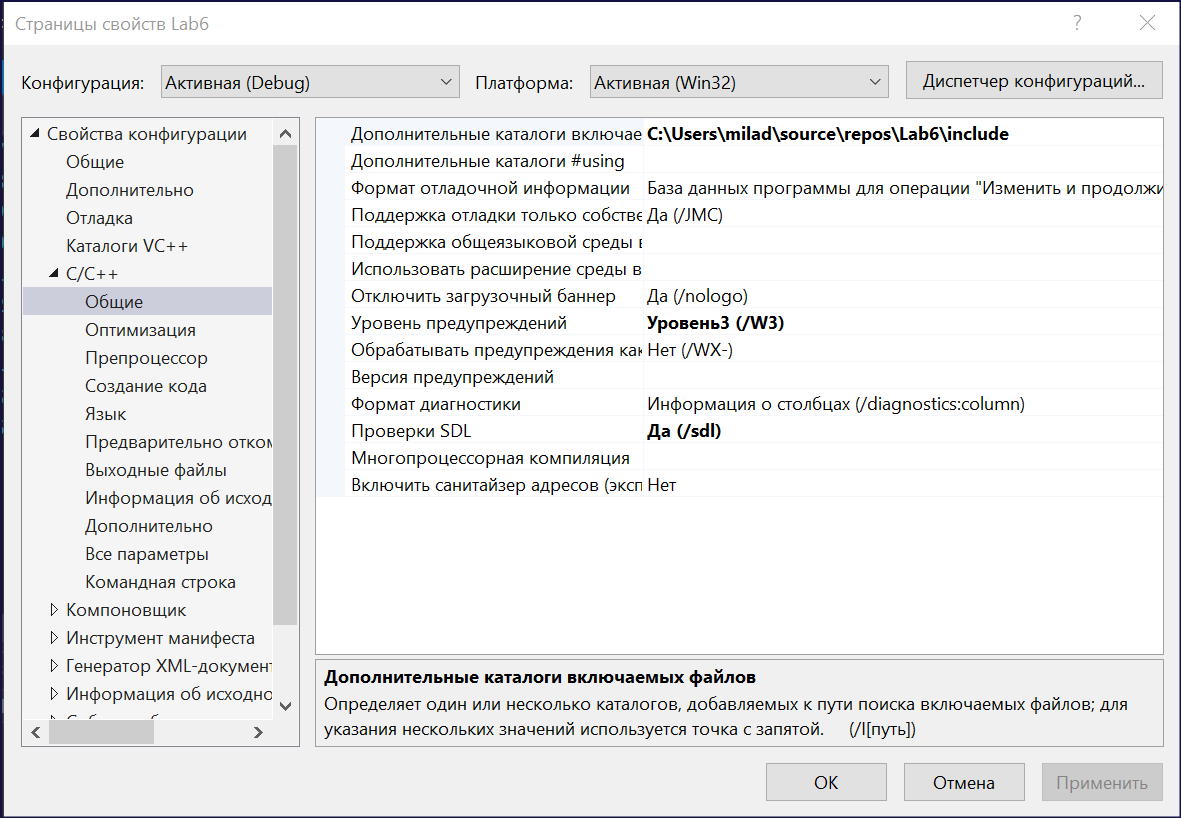 Страницы свойств Lab6
?
Конфигурация: Активная (Debug) Платформа: Активная (Win32) Диспетчер конфигураций...
Свойства конфигурации
Общие
Дополнительно
Отладка
Каталоги VC++
C/C++
Общие
Оптимизация
Препроцессор
Создание кода
Язык
Предварительно отком
Выходные файлы
Информация об исход
Дополнительно
Все параметры
Командная строка
Компоновщик
Инструмент манифеста
Генератор XML-документ
Информация об исходно
Дополнительные каталоги включае C:\Users\milad\source\repos\Lab6\include
Дополнительные каталоги #using
Формат отладочной информации База данных программы для операции "Изменить и продолжи
Поддержка отладки только собстве Да (/JMC)
Поддержка общеязыковой среды в
Использовать расширение среды в
Отключить загрузочный баннер Да (/nologo)
Уровень предупреждений Уровень3 (/W3)
Обрабатывать предупреждения как Нет (/WX-)
Версия предупреждений
Формат диагностики Информация о столбцах (/diagnostics:column)
Проверки SDL Да (/sdl)
Многопроцессорная компиляция
Включить санитайзер адресов (эксп Нет
Дополнительные каталоги включаемых файлов
Определяет один или несколько каталогов, добавляемых к пути поиска включаемых файлов; для
указания нескольких значений используется точка с запятой. (/I[путь])
ОК Отмена Применить